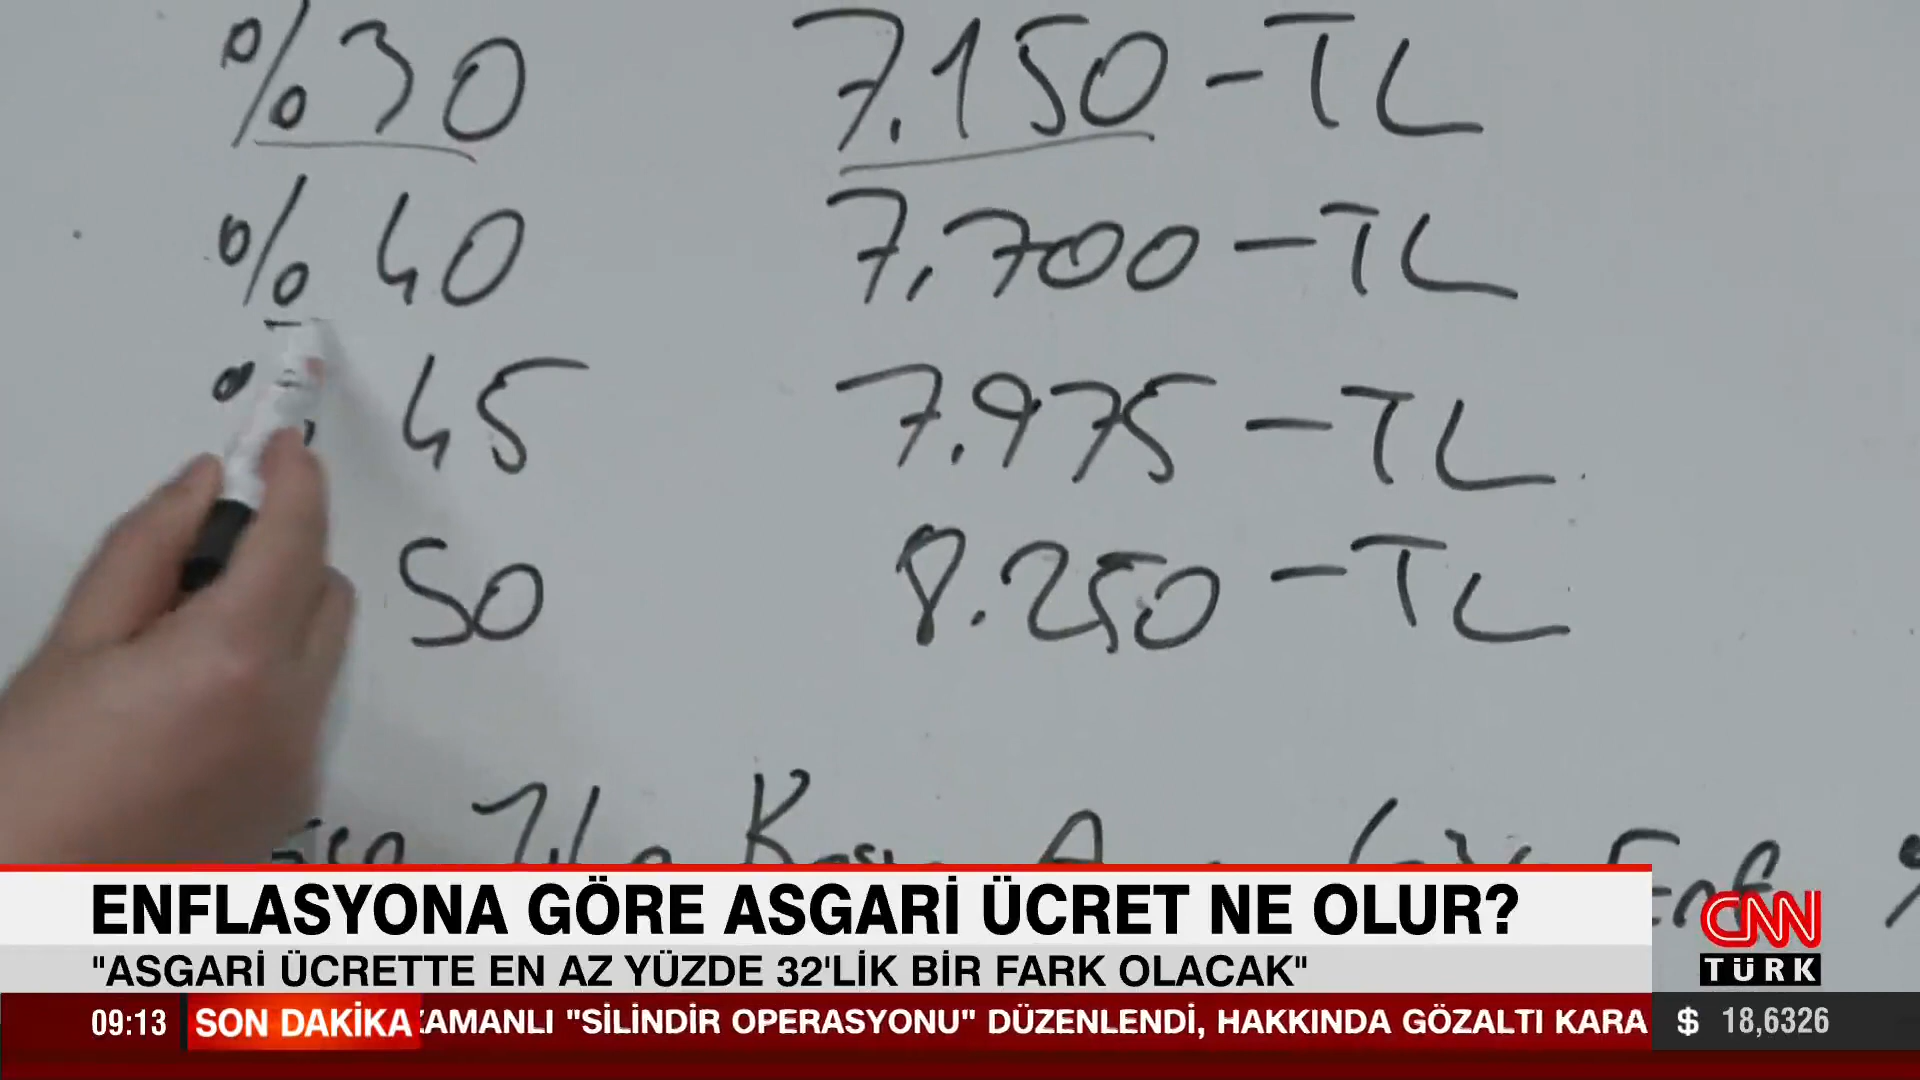 %30 7.150-TL
%40 7.700-TL
45 7.975-TL
50 8.250-TL
Enf
ENFLASYONA GÖRE ASGARİ ÜCRET NE OLUR?
"ASGARİ ÜCRETTE EN AZ YÜZDE 32'LİK BİR FARK OLACAK"
CNN
TÜRK
09:13 SON DAKİKA ZAMANLI "SİLİNDİR OPERASYONU" DÜZENLENDİ, HAKKINDA GÖZALTI KARA $ 18,6326